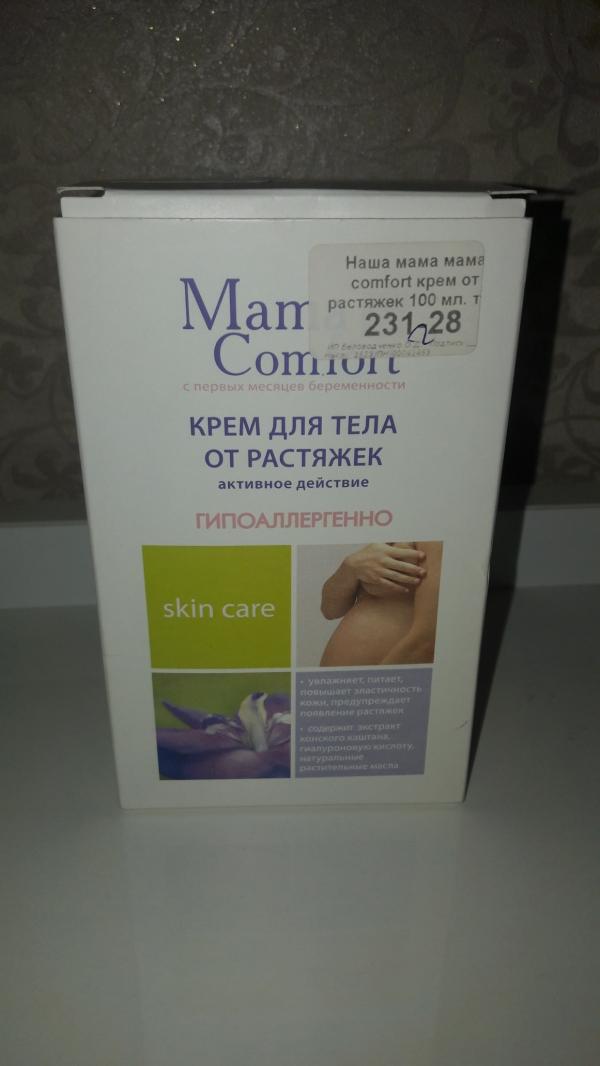 Наша мама мама
comfort крем от
растяжек 100 мл. т
231 28
Mama
Comfort
с первых месяцев беременности
КРЕМ ДЛЯ ТЕЛА
ОТ РАСТЯЖЕК
активное действие
ГИПОАЛЛЕРГЕННО
skin care
• увлажняет, питает,
повышает эластичность
кожи, предупреждает
появление растяжек
• содержит экстракт
конского каштана,
гиалуроновую кислоту,
натуральные
растительные масла